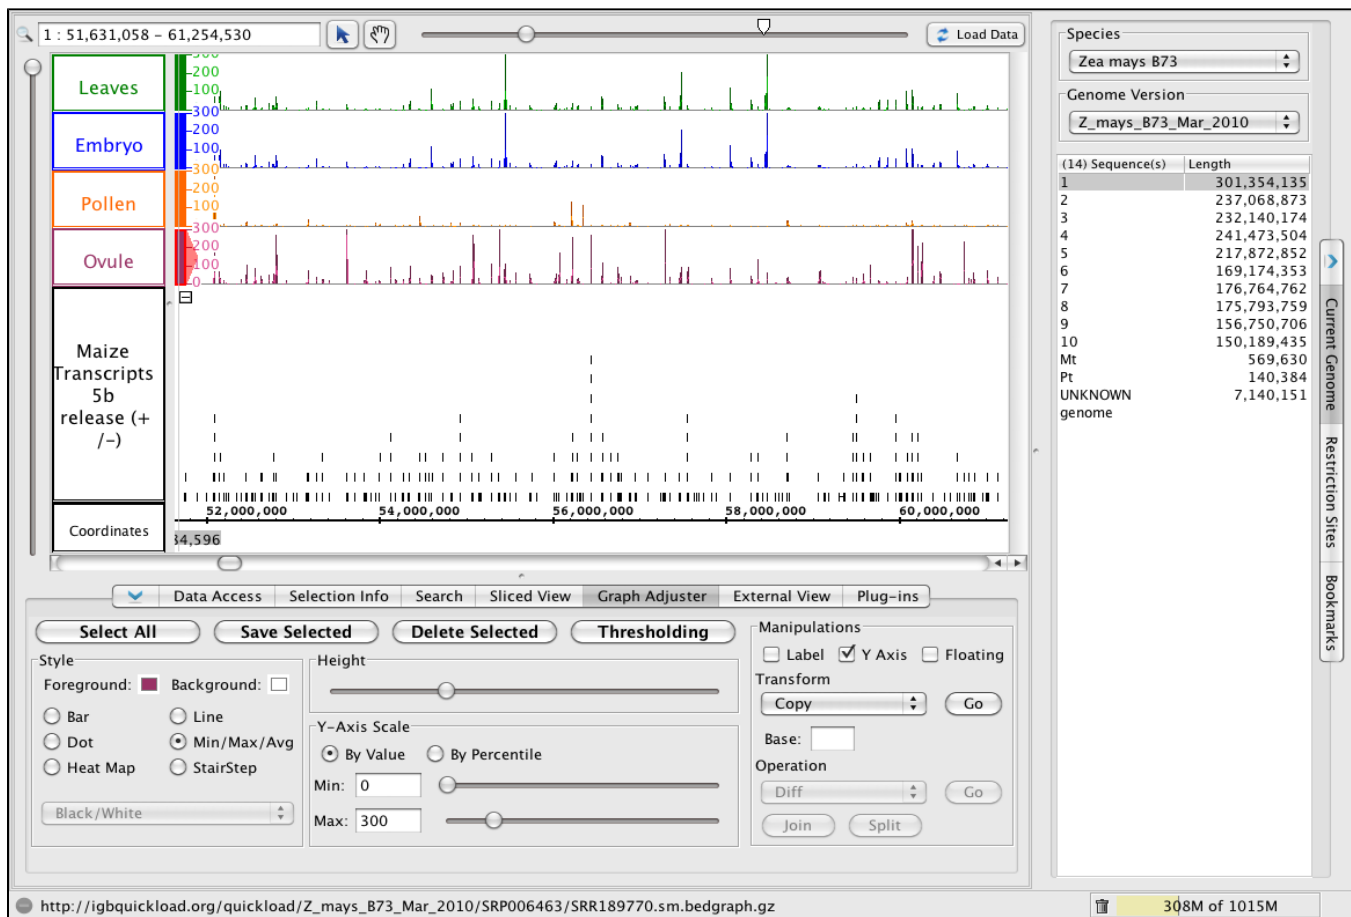 1 : 51,631,058 – 61,254,530
Load Data
Leaves
300
200
100
Embryo
300
200
100
Pollen
300
200
100
Ovule
300
200
100
0
Maize
Transcripts
5b
release (+
/-)
52,000,000 54,000,000 56,000,000 58,000,000 60,000,000
Coordinates
34,596
Data Access Selection Info Search Sliced View Graph Adjuster External View Plug-ins
Select All Save Selected Delete Selected Thresholding
Style
Foreground: Background:
Bar Line
Dot Min/Max/Avg
Heat Map StairStep
Black/White
Height
Y-Axis Scale
By Value By Percentile
Min: 0
Max: 300
Manipulations
Label Y Axis Floating
Transform
Copy Go
Base:
Operation
Diff Go
Join Split
Species
Zea mays B73
Genome Version
Z_mays_B73_Mar_2010
(14) Sequence(s) Length
1 301,354,135
2 237,068,873
3 232,140,174
4 241,473,504
5 217,872,852
6 169,174,353
7 176,764,762
8 175,793,759
9 156,750,706
10 150,189,435
Mt 569,630
Pt 140,384
UNKNOWN 7,140,151
genome
Current Genome
Restriction Sites
Bookmarks
http://igbquickload.org/quickload/Z_mays_B73_Mar_2010/SRP006463/SRR189770.sm.bedgraph.gz
308M of 1015M